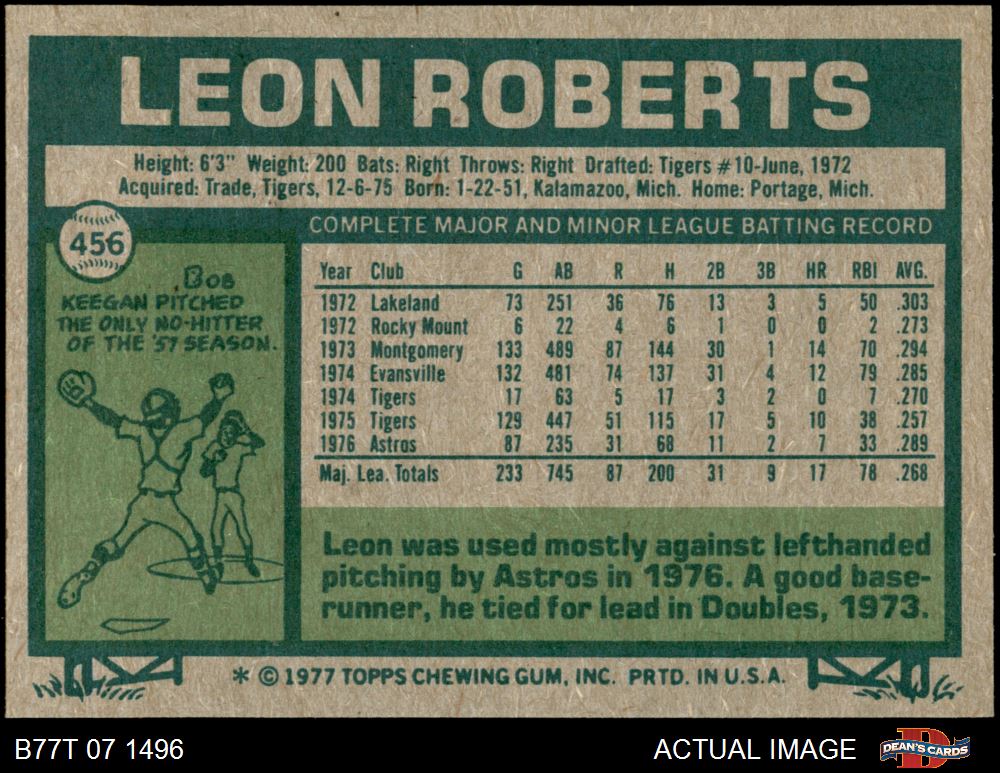 LEON ROBERTS
Height: 6'3" Weight: 200 Bats: Right Throws: Right Drafted: Tigers #10-June, 1972
Acquired: Trade, Tigers, 12-6-75 Born: 1-22-51, Kalamazoo, Mich. Home: Portage, Mich.
456
BOB
KEEGAN PITCHED
THE ONLY NO-HITTER
OF THE '57 SEASON.
COMPLETE MAJOR AND MINOR LEAGUE BATTING RECORD
Year Club G AB R H 2B 3B HR RBI AVG.
1972 Lakeland 73 251 36 76 13 3 5 50 .303
1972 Rocky Mount 6 22 4 6 1 0 0 2 .273
1973 Montgomery 133 489 87 144 30 1 14 70 .294
1974 Evansville 132 481 74 137 31 4 12 79 .285
1974 Tigers 17 63 5 17 3 2 0 7 .270
1975 Tigers 129 447 51 115 17 5 10 38 .257
1976 Astros 87 235 31 68 11 2 7 33 .289
Maj. Lea. Totals 233 745 87 200 31 9 17 78 .268
Leon was used mostly against lefthanded
pitching by Astros in 1976. A good base-
runner, he tied for lead in Doubles, 1973.
* © 1977 TOPPS CHEWING GUM, INC. PRTD. IN U.S.A.
B77T 07 1496 ACTUAL IMAGE DEAN'S CARDS